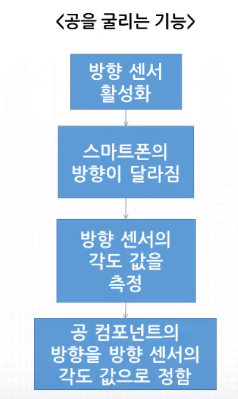 <공을 굴리는 기능>
방향 센서
활성화
스마트폰의
방향이 달라짐
방향 센서의
각도 값을
측정
공 컴포넌트의
방향을 방향 센서의
각도 값으로 정함